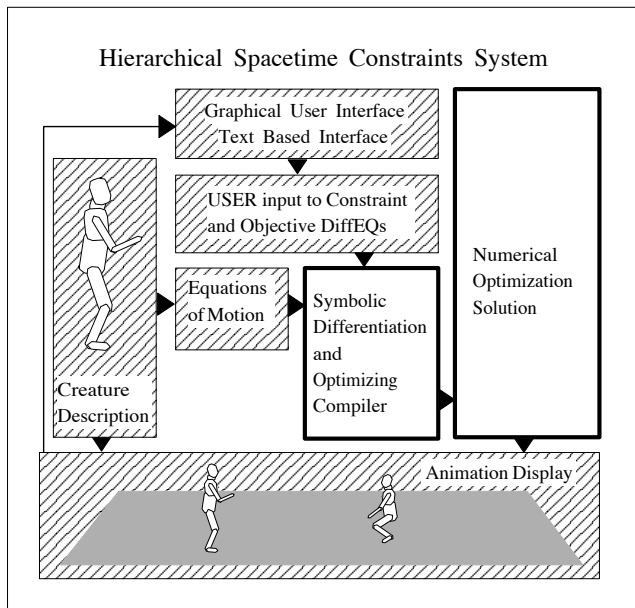 Hierarchical Spacetime Constraints System
Graphical User Interface
Text Based Interface
USER input to Constraint
and Objective DiffEQs
Equations
of Motion
Symbolic
Differentiation
and
Optimizing
Compiler
Numerical
Optimization
Solution
Creature
Description
Animation Display